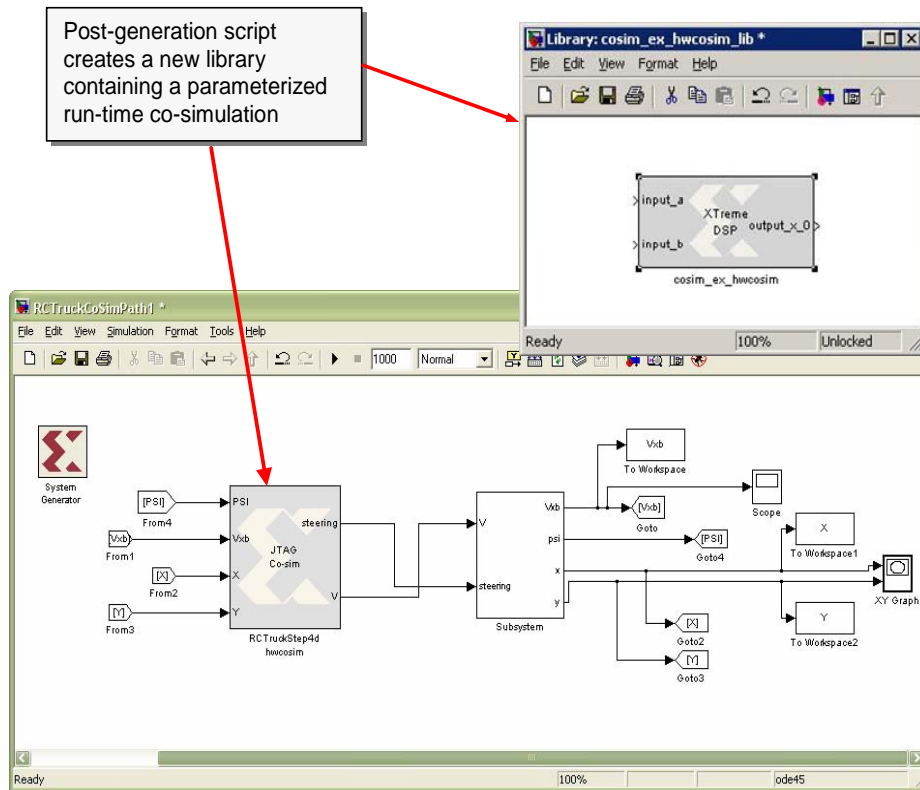 Post-generation script
creates a new library
containing a parameterized
run-time co-simulation
Library: cosim_ex_hwcosim_lib *
File Edit View Format Help
input_a
input_b
XTreme
DSP
output_x_0
cosim_ex_hwcosim
Ready 100% Unlocked
RCTruckCoSimPath1 *
File Edit View Simulation Format Tools Help
1000 Normal
System
Generator
[PSI]
From4
[Vxb]
From1
[X]
From2
[Y]
From3
PSI
Vxb
X
Y
JTAG
Co-sim
steering
V
RCTruckStep4d
hwcosim
V
steering
Vxb
psi
x
y
Subsystem
Vxb
To Workspace
[Vxb]
Goto
Scope
[PSI]
Goto4
X
To Workspace1
XY Graph
Y
To Workspace2
[X]
Goto2
[Y]
Goto3
Ready 100% ode45